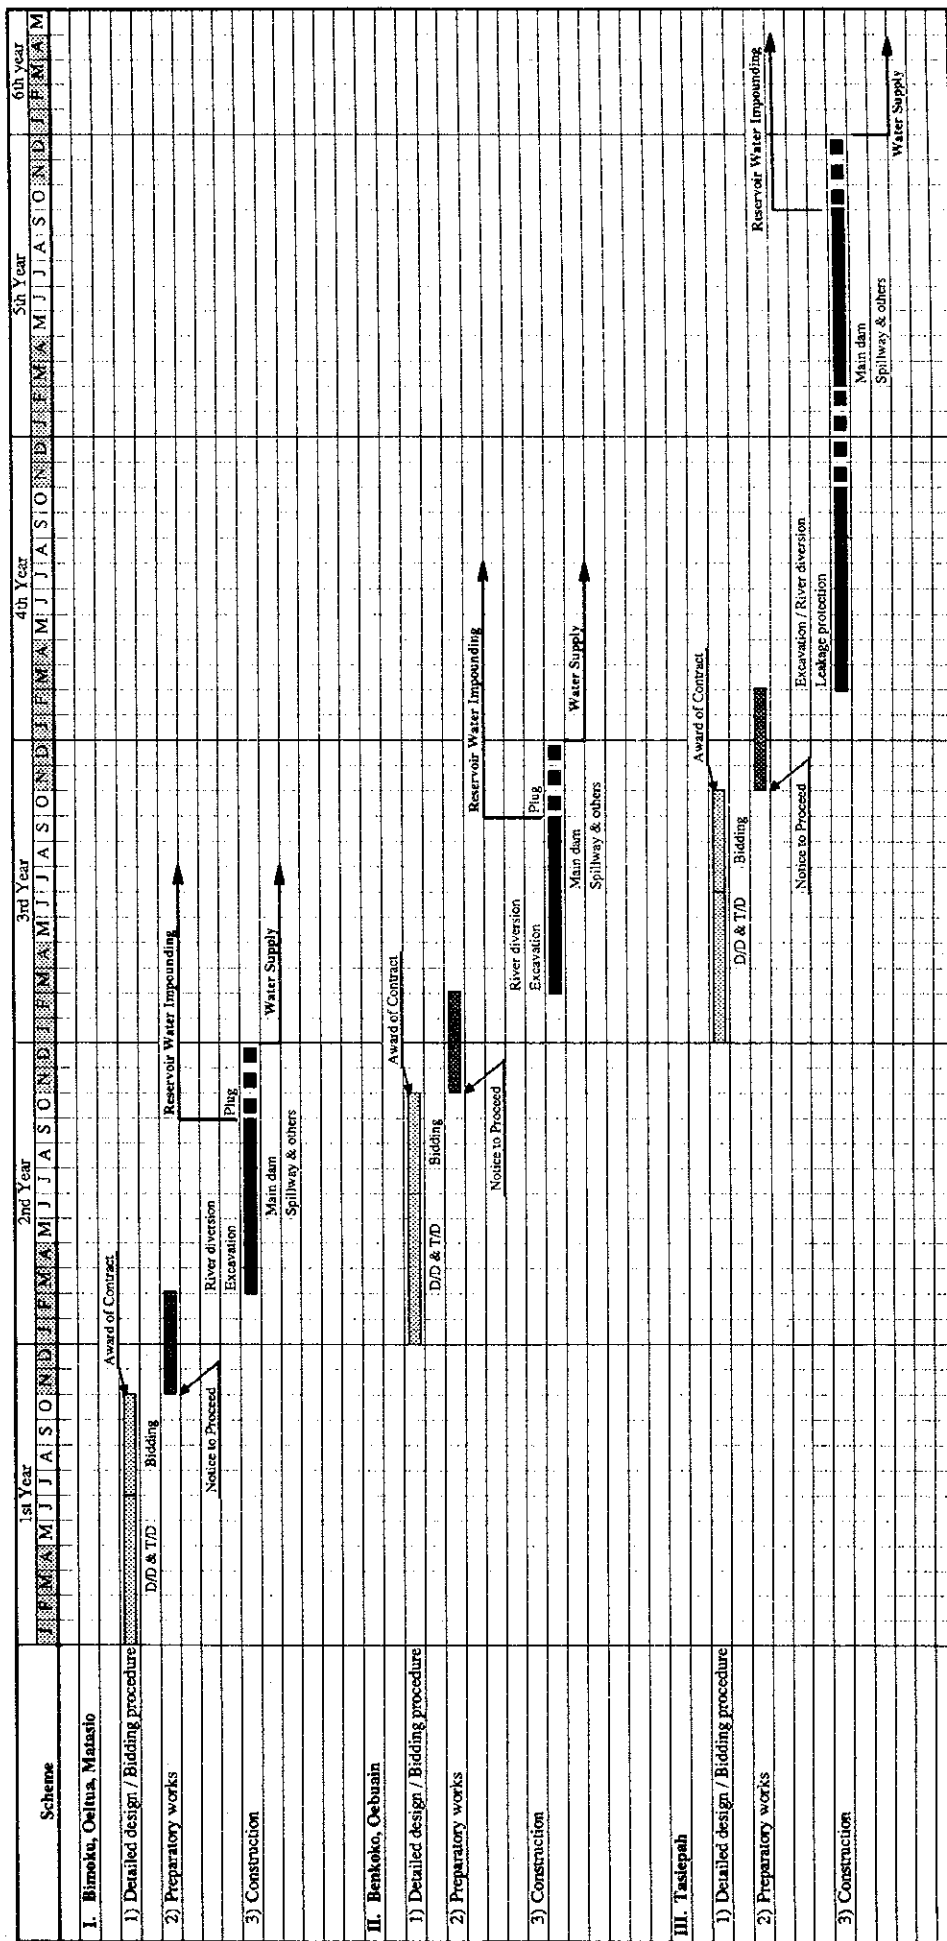 Scheme
1st Year
2nd Year
3rd Year
4th Year
5th Year
6th year
J F M A M J J A S O N D J F M A M J J A S O N D J F M A M J J A S O N D J F M A M J J A S O N D J F M A M J J A S O N D J F M A M
I. Bimoku, Oeltua, Matasio
1) Detailed design / Bidding procedure
Award of Contract
D/D & T/D
Bidding
2) Preparatory works
Notice to Proceed
Reservoir Water Impounding
River diversion
Excavation
Plug
3) Construction
Main dam
Spillway & others
Water Supply
II. Benkoko, Oebuain
1) Detailed design / Bidding procedure
Award of Contract
D/D & T/D
Bidding
2) Preparatory works
Notice to Proceed
Reservoir Water Impounding
River diversion
Excavation
Plug
3) Construction
Main dam
Spillway & others
Water Supply
III. Tasiepah
1) Detailed design / Bidding procedure
Award of Contract
D/D & T/D
Bidding
2) Preparatory works
Notice to Proceed
Reservoir Water Impounding
Excavation / River diversion
Leakage protection
3) Construction
Main dam
Spillway & others
Water Supply